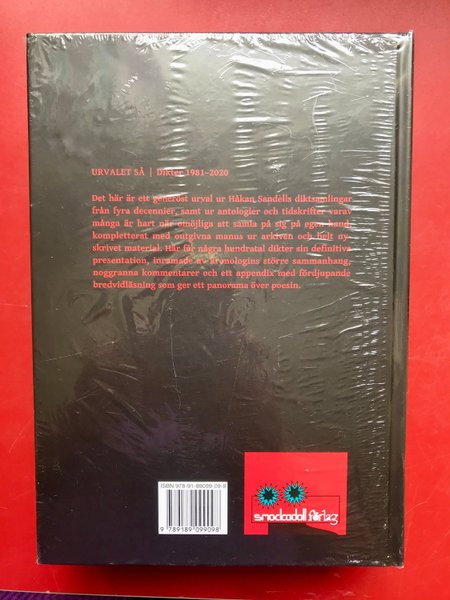 URVALET SÅ | Dikter 1981–2020
Det här är ett generöst urval ur Håkan Sandells diktsamlingar
från fyra decennier, samt ur antologier och tidskrifter varav
många är hart när omöjliga att samla på sig på egen hand,
kompletterat med outgivna manus ur arkiven och helt ny-
skrivet material. Här får några hundratal dikter sin definitiva
presentation, inramade av kronologins större sammanhang,
noggranna kommentarer och ett appendix med fördjupande
bredvidläsning som ger ett panorama över poesin.
ISBN 978-91-89099-09-8
9 789189 099098
smockadoll förlag